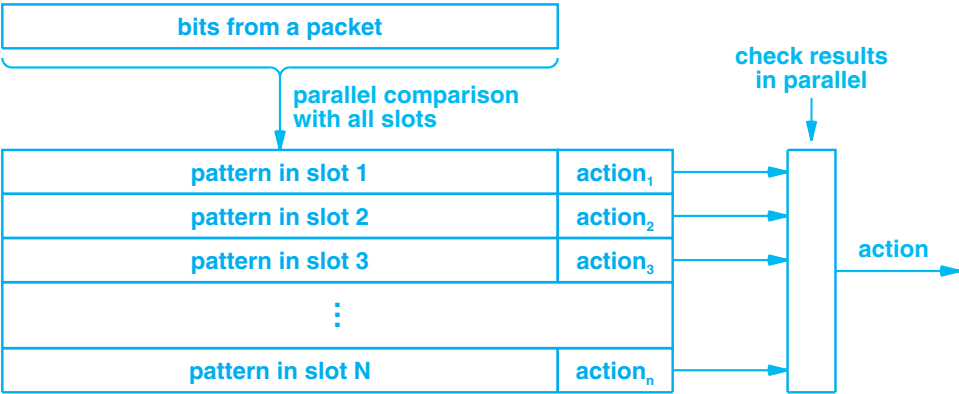 bits from a packet
check results
in parallel
parallel comparison
with all slots
pattern in slot 1 action₁
pattern in slot 2 action₂
pattern in slot 3 action₃
action
⋮
pattern in slot N actionₙ